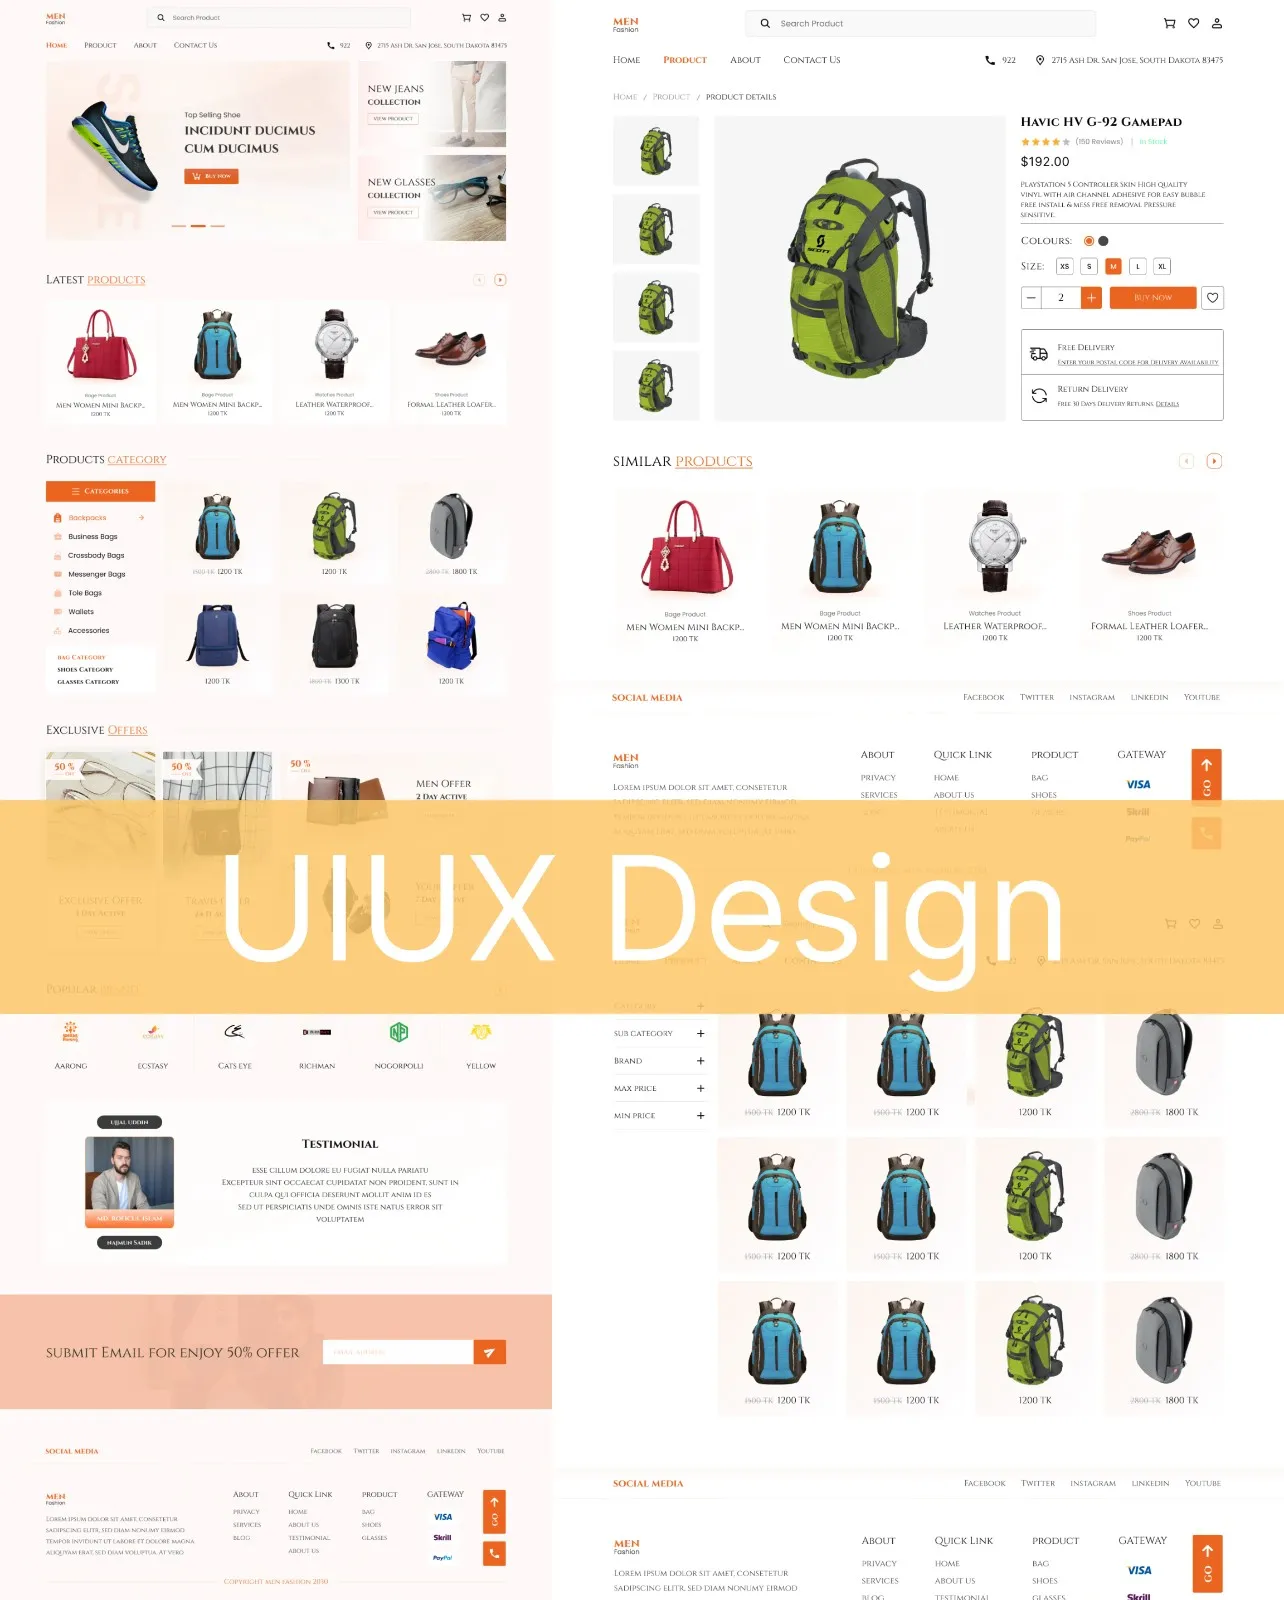 MEN
Fashion
Search Product
Home
Product
About
Contact Us
922
2715 Ash Dr. San Jose, South Dakota 83475
Top Selling Shoe
Incidunt ducimus
cum ducimus
Buy now
New Jeans
Collection
View Product
New Glasses
Collection
View Product
Latest Products
Bage Product
Men Women Mini Backp...
1200 TK
Bage Product
Men Women Mini Backp...
1200 TK
Watches Product
Leather Waterproof...
1200 TK
Shoes Product
Formal Leather Loafer...
1200 TK
Products Category
Categories
Backpacks
Business Bags
Crossbody Bags
Messenger Bags
Tole Bags
Wallets
Accessories
Bag Category
Shoes Category
Glasses Category
1200 TK
1200 TK
2800 TK 1800 TK
1200 TK
1300 TK
1200 TK
Exclusive Offers
50 %
OFF
50 %
OFF
50 %
OFF
Men Offer
2 Day Active
Exclusive Offer
Popular
Aarong
Ecstasy
Cats Eye
Richman
Nogorpolli
Yellow
Ujjal Uddin
MD. Rodicul Islam
Najmun Sadik
Testimonial
esse cillum dolore eu fugiat nulla pariatu
Excepteur sint occaecat cupidatat non proident, sunt in
culpa qui officia deserunt mollit anim id es
Sed ut perspiciatis unde omnis iste natus error sit
voluptatem
submit Email for enjoy 50% offer
Social Media
Facebook
Twitter
Instagram
Linkedin
Youtube
MEN
Fashion
Lorem ipsum dolor sit amet, consetetur
sadipscing elitr, sed diam nonumy eirmod
tempor invidunt ut labore et dolore magna
aliquyam erat, sed diam voluptua. At vero
About
Privacy
Services
Blog
Quick Link
Home
About us
Testimonial
About us
Product
Bag
Shoes
Glasses
Gateway
VISA
Skrill
PayPal
GO
Copyright men fashion 2030
MEN
Fashion
Search Product
Home
Product
About
Contact Us
922
2715 Ash Dr. San Jose, South Dakota 83475
Home / Product / Product details
Havic HV G-92 Gamepad
(150 Reviews)
In Stock
$192.00
PlayStation 5 Controller Skin High quality
vinyl with air channel adhesive for easy bubble
free install & mess free removal Pressure
sensitive.
Colours:
Size:
XS
S
M
L
XL
2
Buy Now
Free Delivery
Enter your postal code for Delivery Availability
Return Delivery
Free 30 Days Delivery Returns. Details
SCOTT
Similar Products
Bage Product
Men Women Mini Backp...
1200 TK
Bage Product
Men Women Mini Backp...
1200 TK
Watches Product
Leather Waterproof...
1200 TK
Shoes Product
Formal Leather Loafer...
1200 TK
Social Media
Facebook
Twitter
Instagram
Linkedin
Youtube
MEN
Fashion
Lorem ipsum dolor sit amet, consetetur
About
Privacy
Services
Quick Link
Home
About us
Product
Bag
Shoes
Gateway
VISA
Skrill
PayPal
GO
UIUX Design
Category
Sub Category
Brand
Max Price
Min Price
1500 TK 1200 TK
1500 TK 1200 TK
1200 TK
2800 TK 1800 TK
1500 TK 1200 TK
1500 TK 1200 TK
1200 TK
2800 TK 1800 TK
1500 TK 1200 TK
1500 TK 1200 TK
1200 TK
2800 TK 1800 TK
Social Media
Facebook
Twitter
Instagram
Linkedin
Youtube
MEN
Fashion
Lorem ipsum dolor sit amet, consetetur
sadipscing elitr, sed diam nonumy eirmod
About
Privacy
Services
Blog
Quick Link
Home
About us
Testimonial
Product
Bag
Shoes
Glasses
Gateway
VISA
Skrill
GO